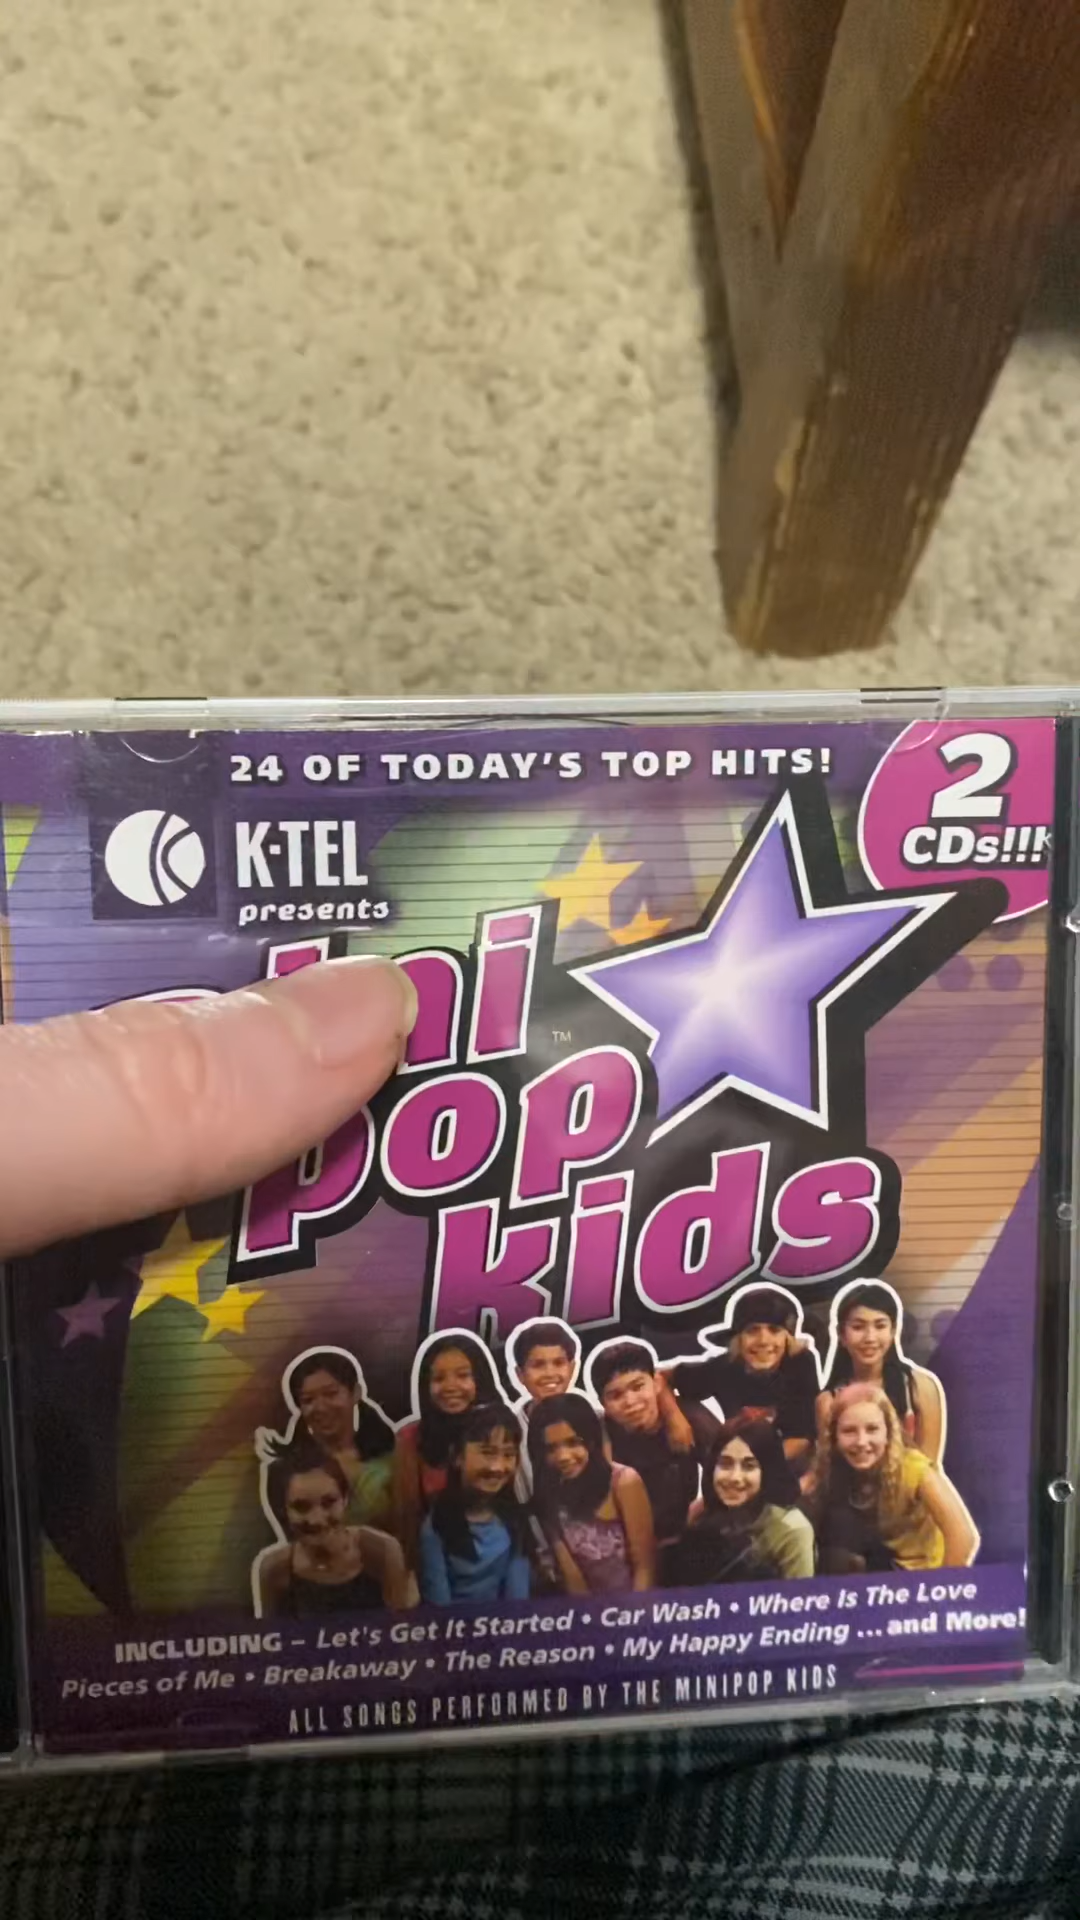 24 OF TODAY'S TOP HITS!
2
CDs!!!
K-TEL
presents
ini
pop
kids
TM
INCLUDING – Let's Get It Started • Car Wash • Where Is The Love
Pieces of Me • Breakaway • The Reason • My Happy Ending ... and More!
ALL SONGS PERFORMED BY THE MINIPOP KIDS